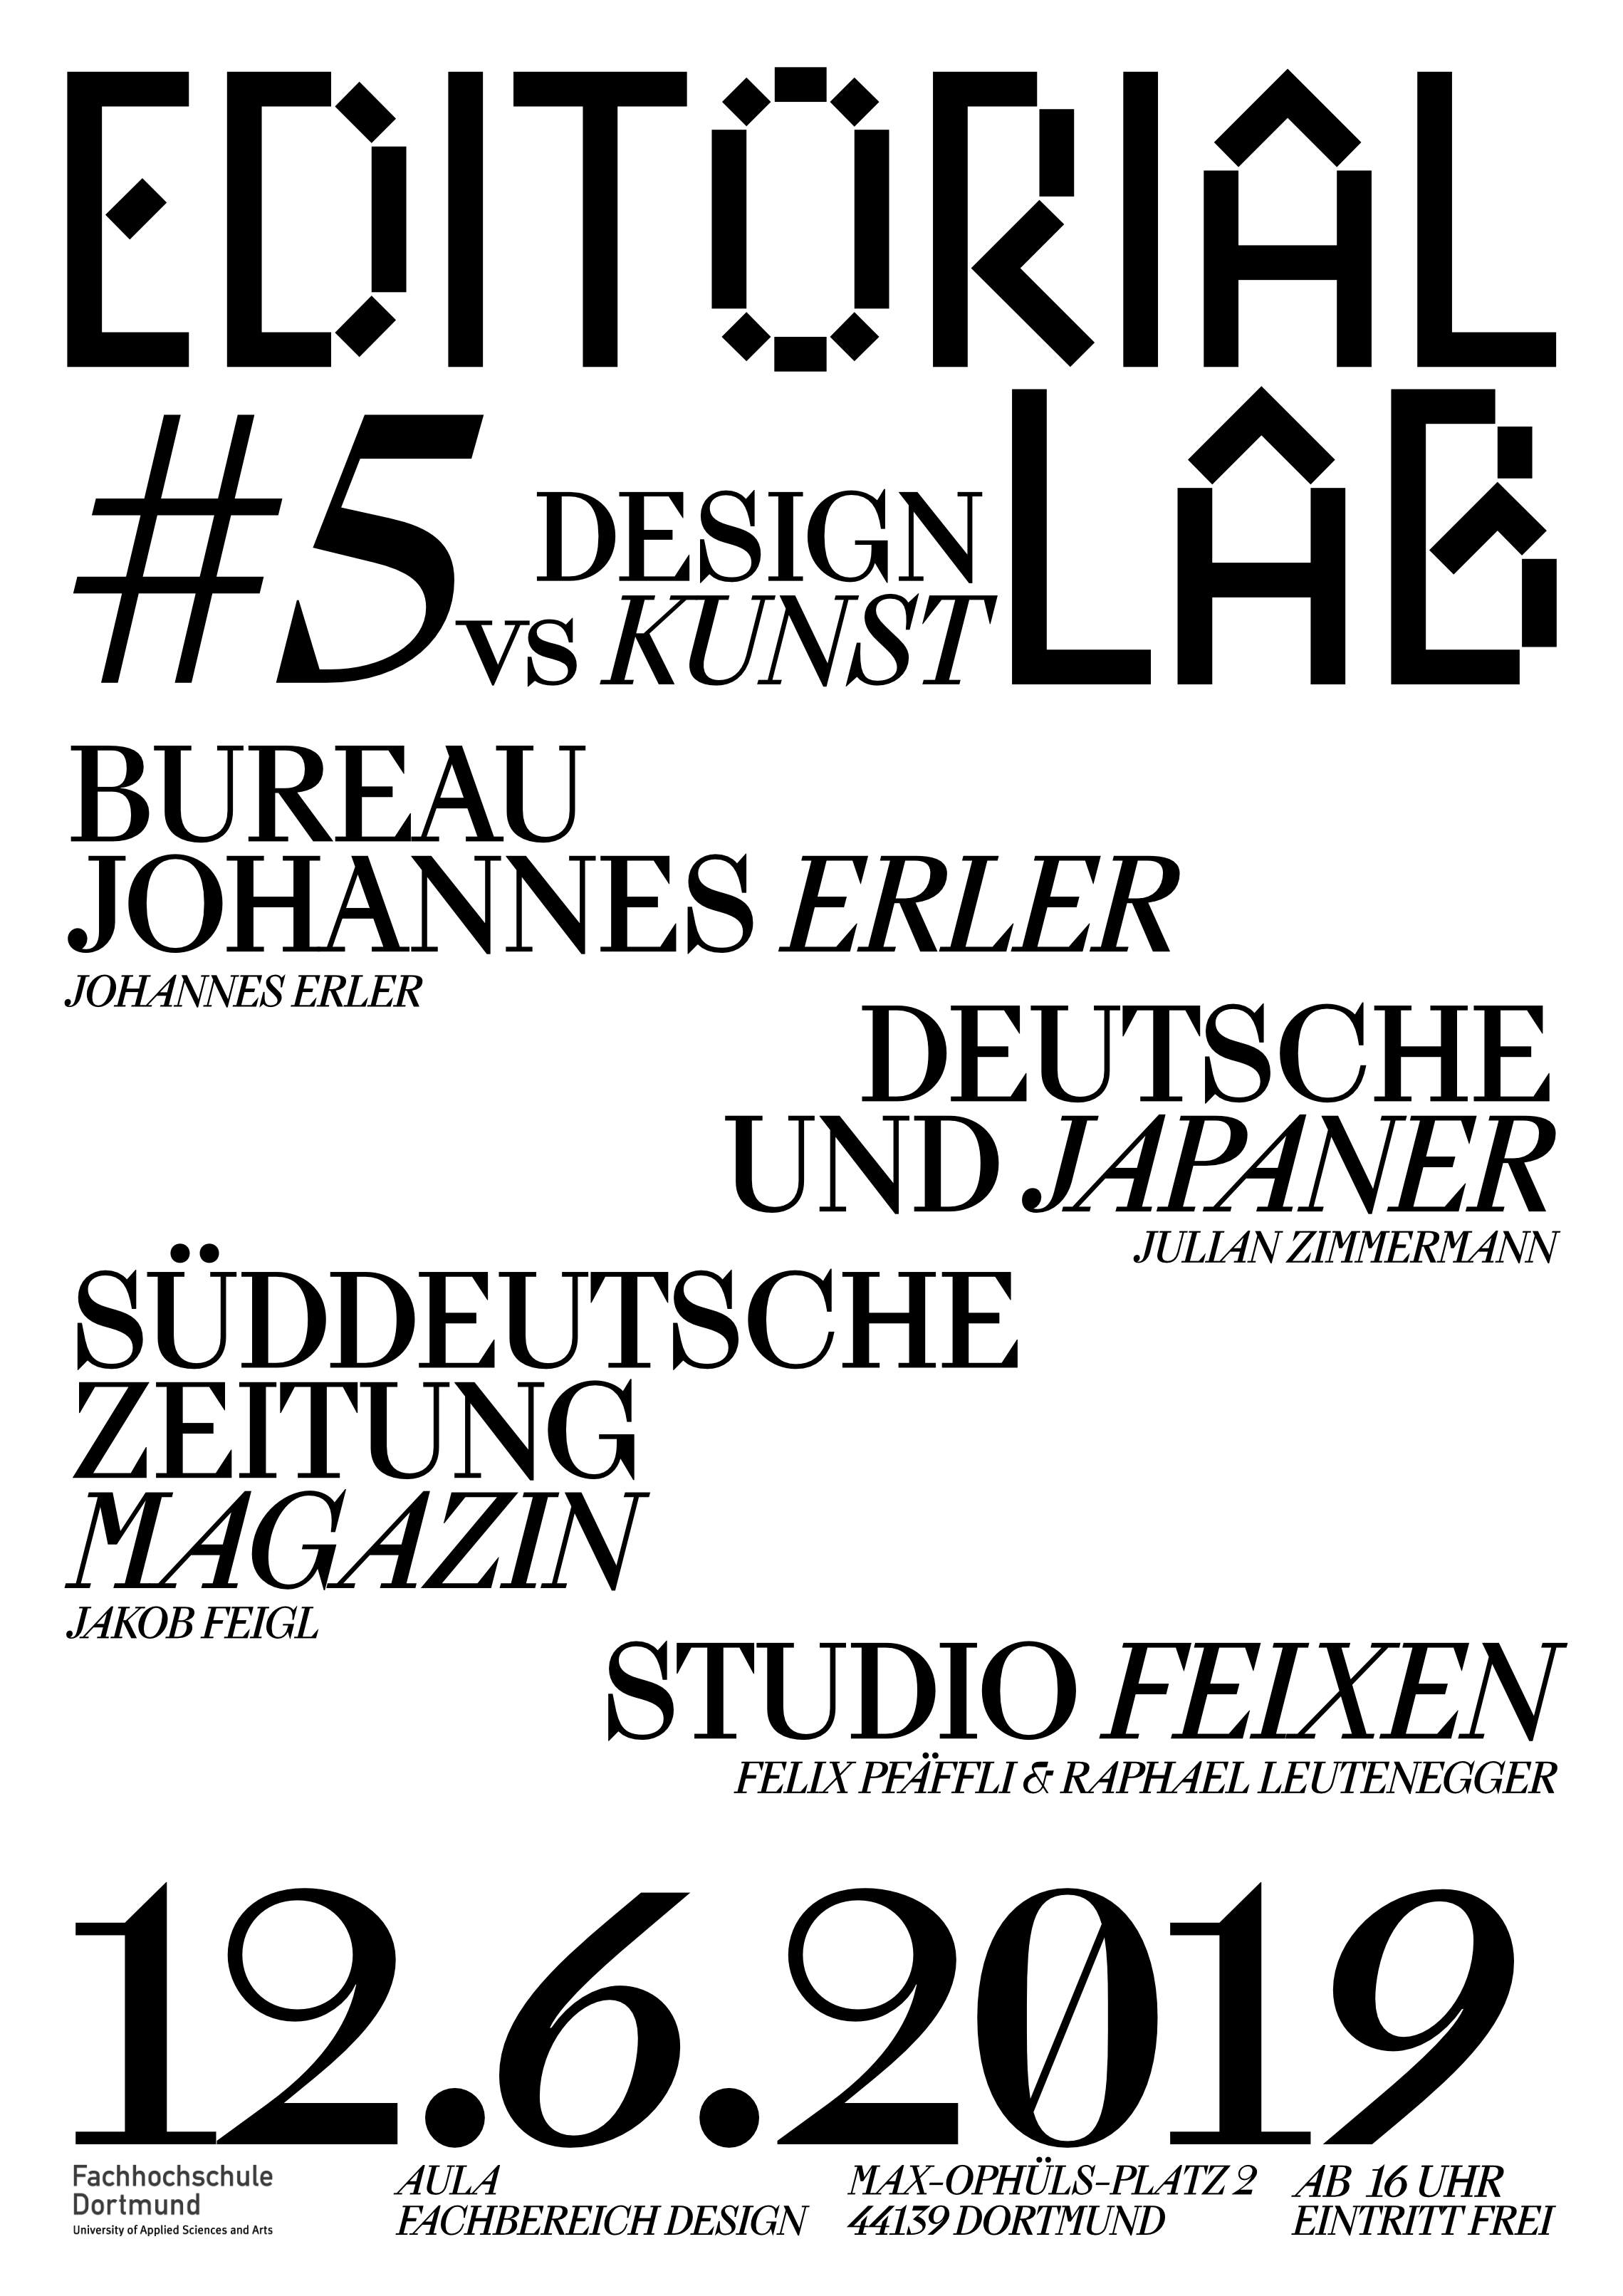 EDITORIAL
#5 DESIGN
vs KUNST
LAB
BUREAU
JOHANNES ERLER
JOHANNES ERLER
DEUTSCHE
UND JAPANER
JULIAN ZIMMERMANN
SÜDDEUTSCHE
ZEITUNG
MAGAZIN
JAKOB FEIGL
STUDIO FEIXEN
FELIX PFÄFFLI & RAPHAEL LEUTENEGGER
12.6.2019
Fachhochschule
Dortmund
University of Applied Sciences and Arts
AULA
FACHBEREICH DESIGN
MAX-OPHÜLS-PLATZ 2
44139 DORTMUND
AB 16 UHR
EINTRITT FREI